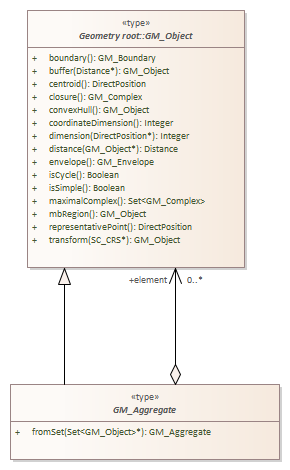 «type»
Geometry root::GM_Object
+ boundary(): GM_Boundary
+ buffer(Distance*): GM_Object
+ centroid(): DirectPosition
+ closure(): GM_Complex
+ convexHull(): GM_Object
+ coordinateDimension(): Integer
+ dimension(DirectPosition*): Integer
+ distance(GM_Object*): Distance
+ envelope(): GM_Envelope
+ isCycle(): Boolean
+ isSimple(): Boolean
+ maximalComplex(): Set<GM_Complex>
+ mbRegion(): GM_Object
+ representativePoint(): DirectPosition
+ transform(SC_CRS*): GM_Object
+element 0..*
«type»
GM_Aggregate
+ fromSet(Set<GM_Object>*): GM_Aggregate